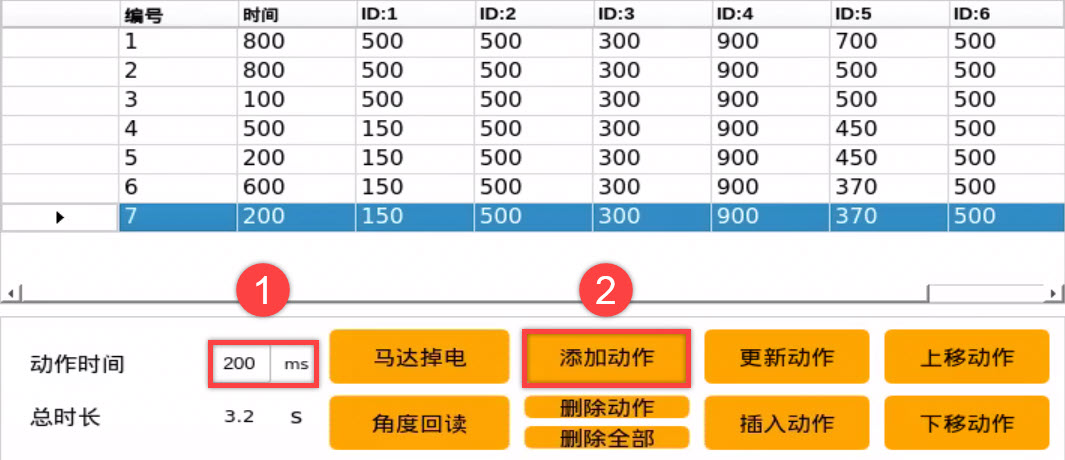 编号 时间 ID:1 ID:2 ID:3 ID:4 ID:5 ID:6
1 800 500 500 300 900 700 500
2 800 500 500 300 900 500 500
3 100 500 500 300 900 500 500
4 500 150 500 300 900 450 500
5 200 150 500 300 900 450 500
6 600 150 500 300 900 370 500
7 200 150 500 300 900 370 500
1 2
动作时间 200 ms 马达掉电 添加动作 更新动作 上移动作
总时长 3.2 S 角度回读 删除动作 插入动作 下移动作
删除全部